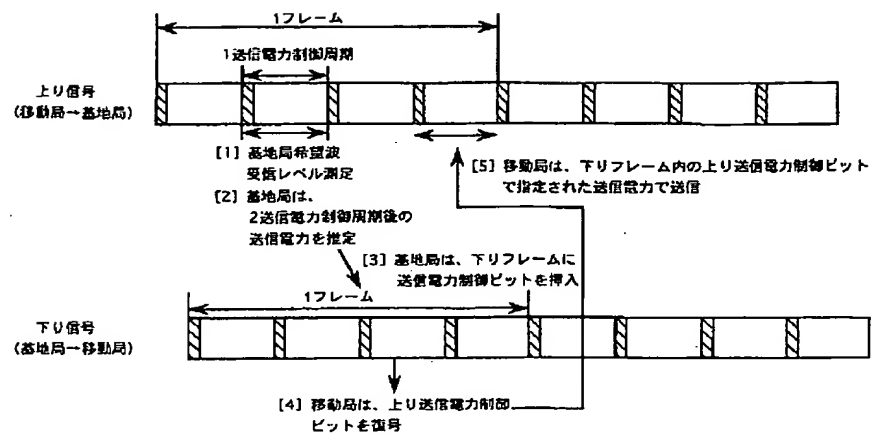 1フレーム
1送信電力制御周期
上り信号
(移動局→基地局)
[1] 基地局希望波
受信レベル測定
[2] 基地局は、
2送信電力制御周期後の
送信電力を推定
[5] 移動局は、下りフレーム内の上り送信電力制御ビット
で指定された送信電力で送信
[3] 基地局は、下りフレームに
送信電力制御ビットを挿入
1フレーム
下り信号
(基地局→移動局)
[4] 移動局は、上り送信電力制御
ビットを復号